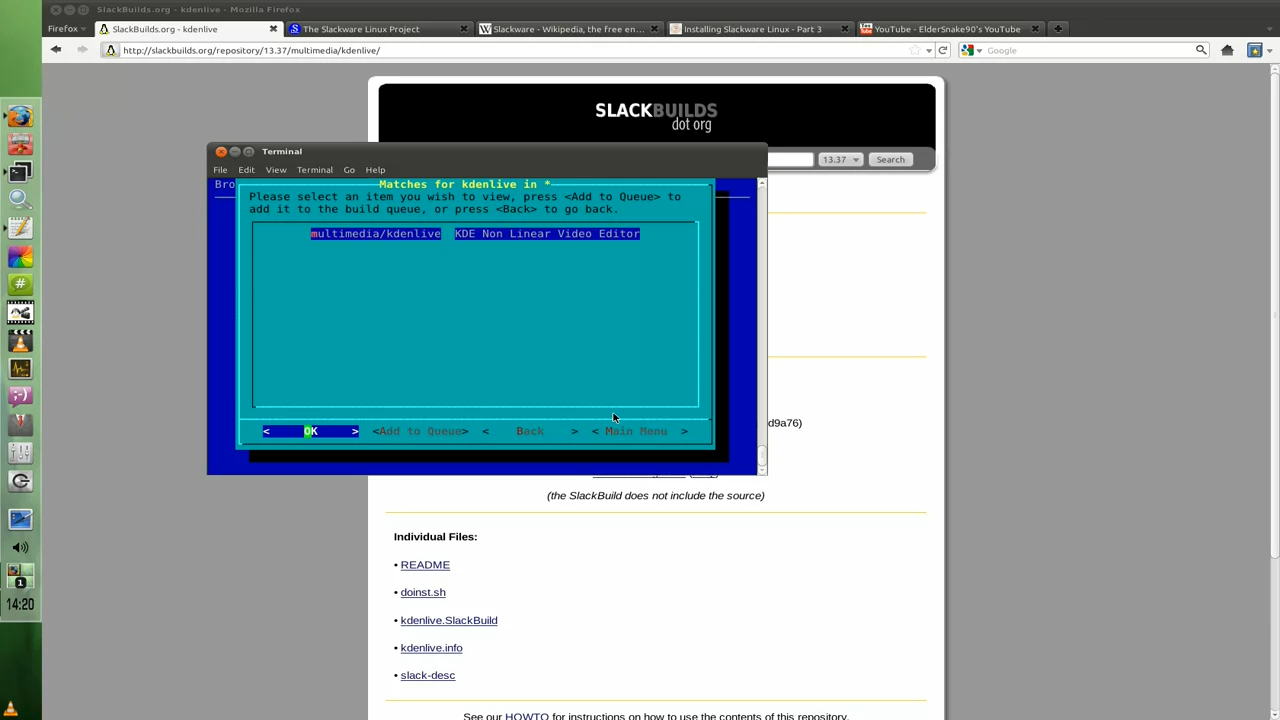 SlackBuilds.org - kdenlive - Mozilla Firefox
Firefox
SlackBuilds.org - kdenlive
The Slackware Linux Project
Slackware - Wikipedia, the free en...
Installing Slackware Linux - Part 3
YouTube - ElderSnake90's YouTube
http://slackbuilds.org/repository/13.37/multimedia/kdenlive/
Google
SLACKBUILDS
dot org
13.37
Search
Terminal
File Edit View Terminal Go Help
Bro
Matches for kdenlive in *
Please select an item you wish to view, press <Add to Queue> to
add it to the build queue, or press <Back> to go back.
multimedia/kdenlive KDE Non Linear Video Editor
< OK > <Add to Queue> < Back > < Main Menu >
d9a76)
(the SlackBuild does not include the source)
Individual Files:
• README
• doinst.sh
• kdenlive.SlackBuild
• kdenlive.info
• slack-desc
See our HOWTO for instructions on how to use the contents of this repository.
1
14:20